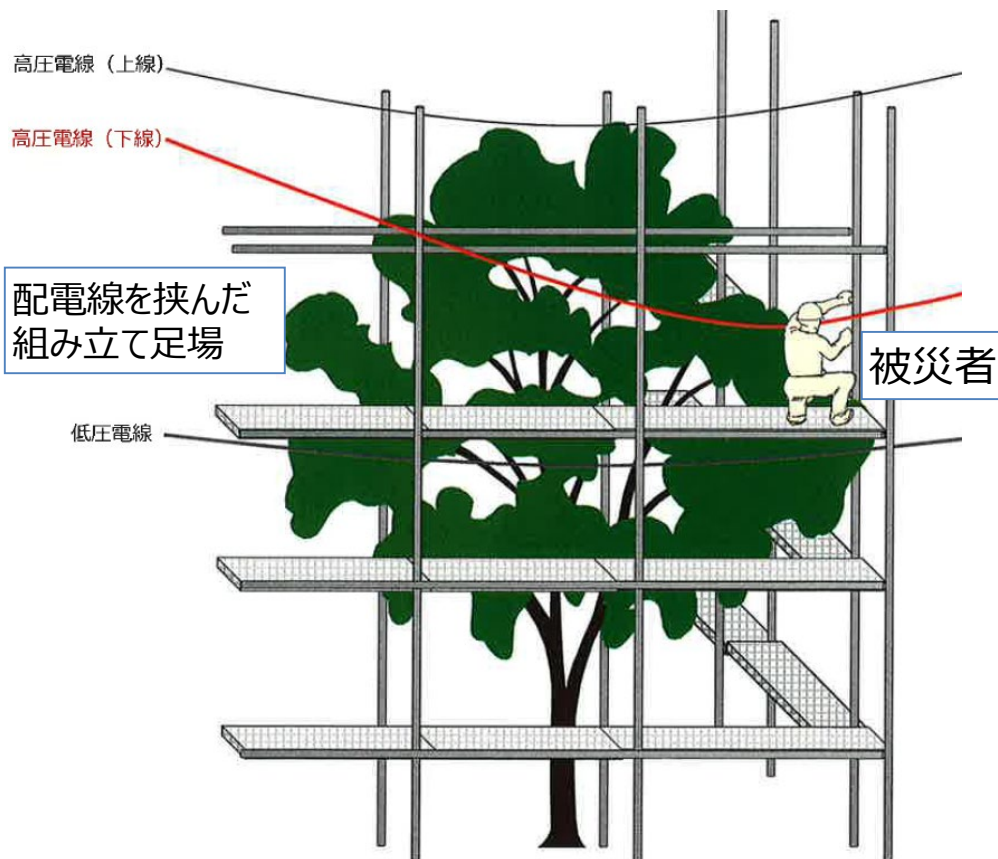 高圧電線（上線）
高圧電線（下線）
配電線を挟んだ
組み立て足場
被災者
低圧電線